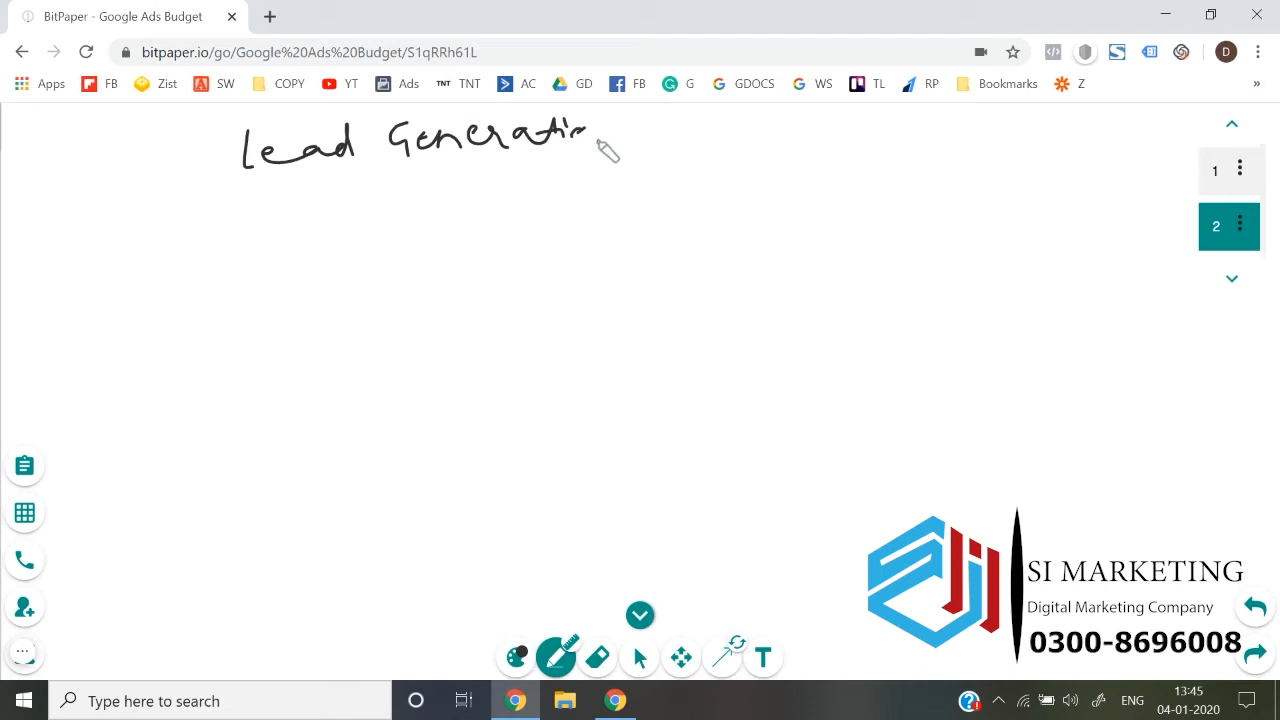 BitPaper - Google Ads Budget
bitpaper.io/go/Google%20Ads%20Budget/S1qRRh61L
D
Apps FB Zist SW COPY YT Ads TNT TNT AC GD FB G GDOCS WS TL RP Bookmarks Z »
Lead Generatio
1
2
SI MARKETING
Digital Marketing Company
0300-8696008
T
Type here to search
ENG
13:45
04-01-2020